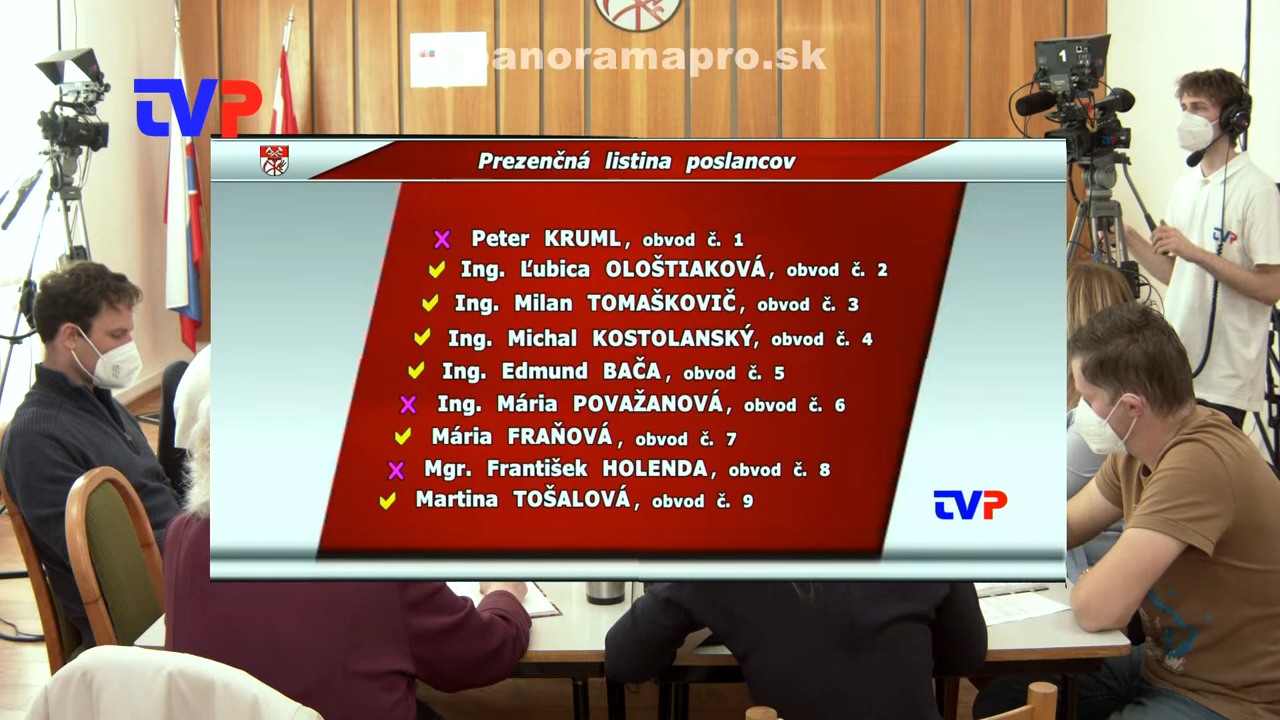 panoramapro.sk
TVP
1
Prezenčná listina poslancov
Peter KRUML, obvod č. 1
Ing. Ľubica OLOŠTIAKOVÁ, obvod č. 2
Ing. Milan TOMAŠKOVIČ, obvod č. 3
Ing. Michal KOSTOLANSKÝ, obvod č. 4
Ing. Edmund BAČA, obvod č. 5
Ing. Mária POVAŽANOVÁ, obvod č. 6
Mária FRAŇOVÁ, obvod č. 7
Mgr. František HOLENDA, obvod č. 8
Martina TOŠALOVÁ, obvod č. 9
TVP
TVP